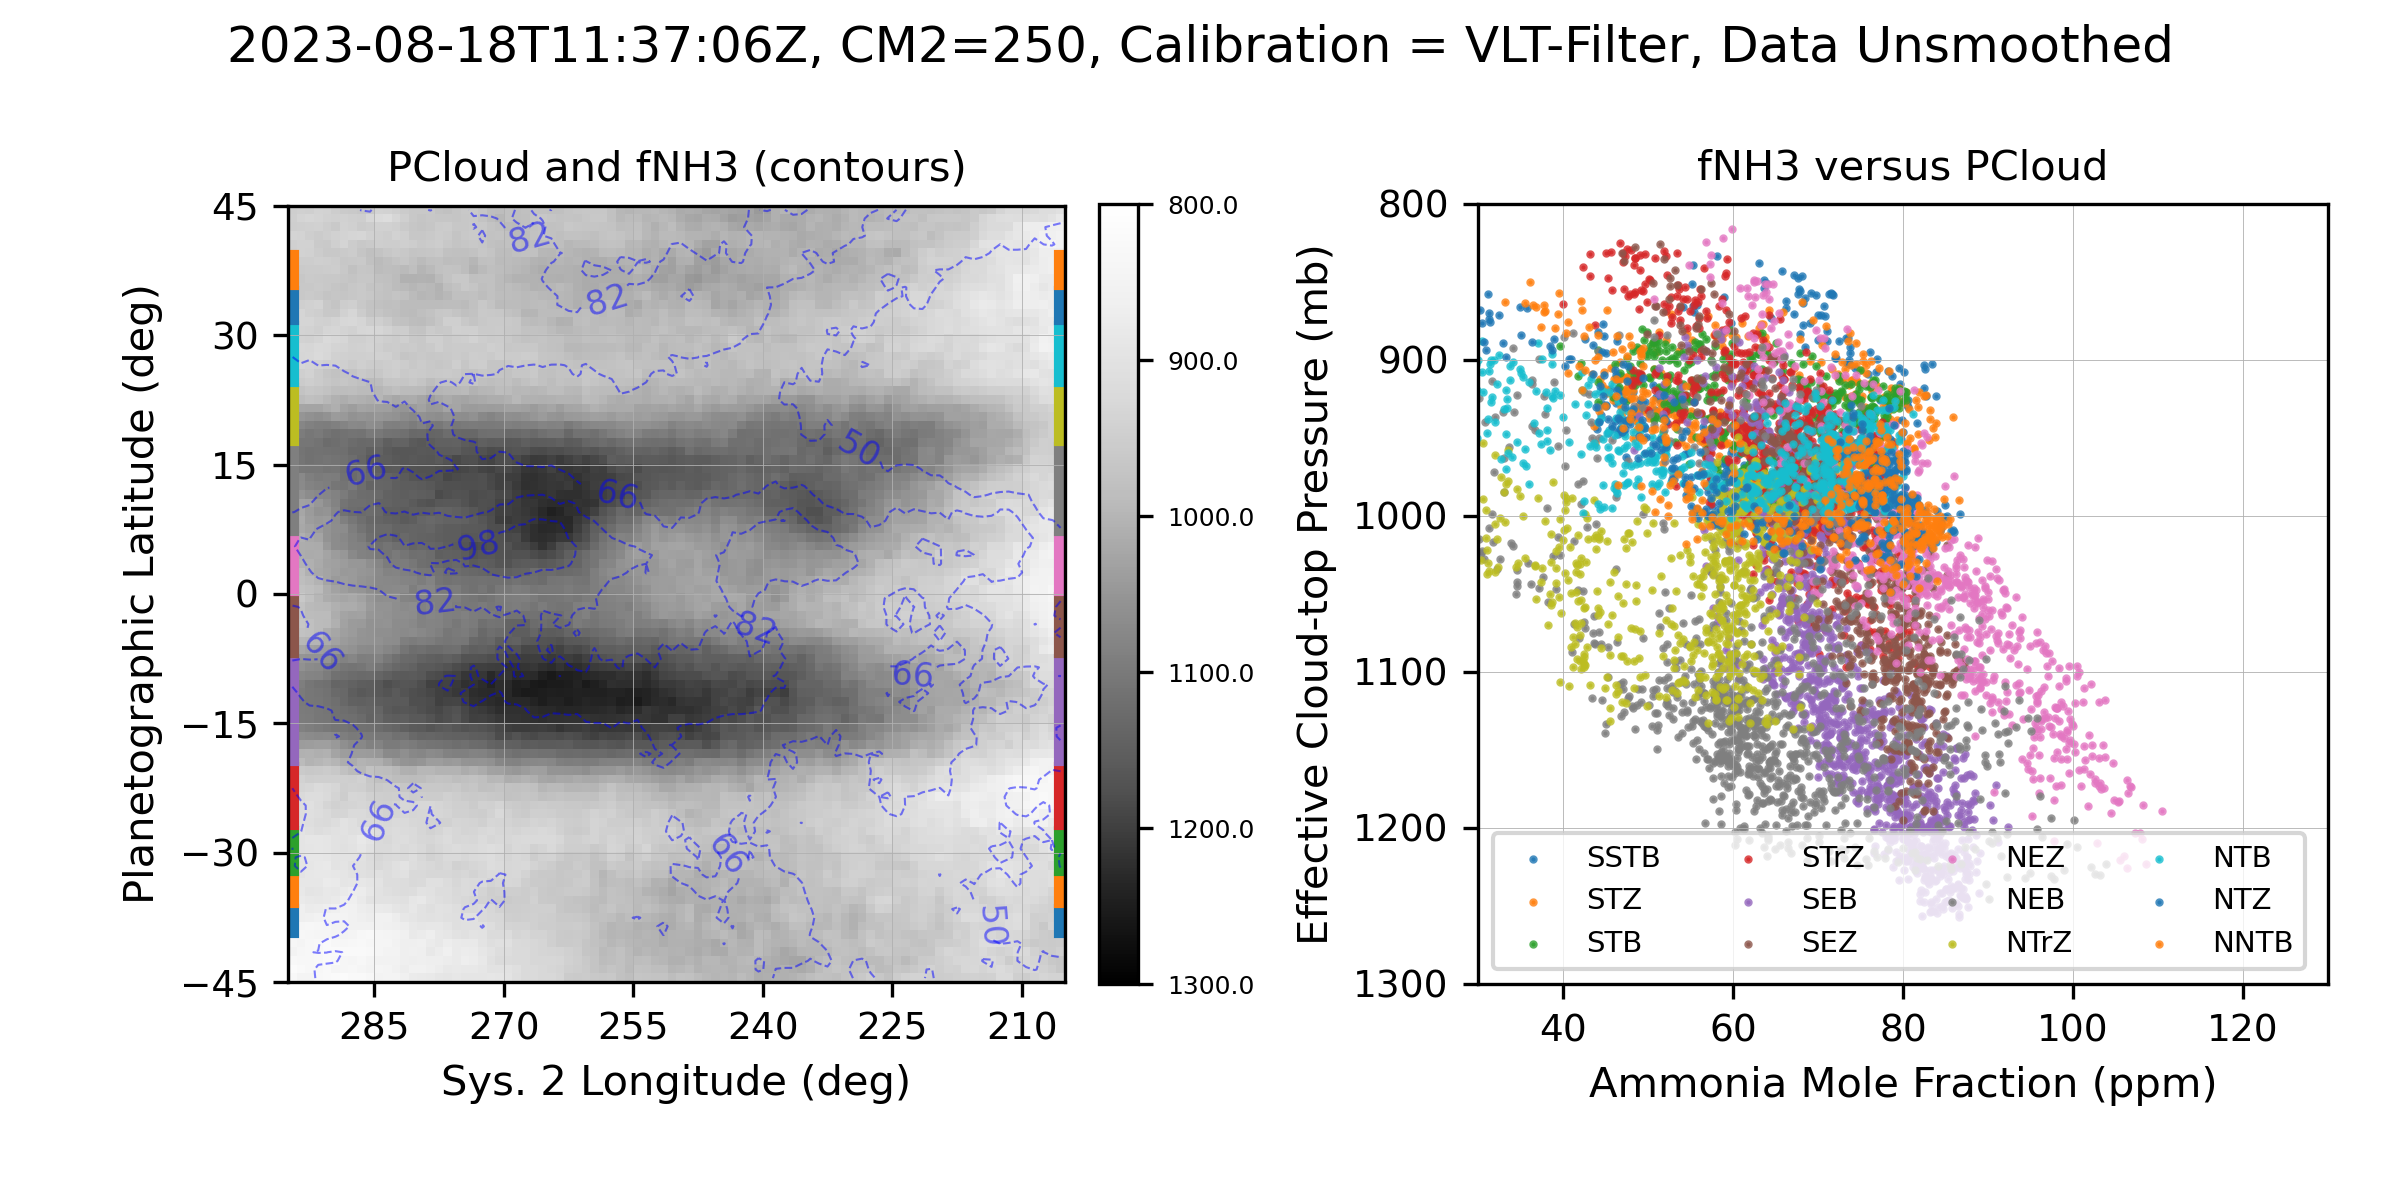 2023-08-18T11:37:06Z, CM2=250, Calibration = VLT-Filter, Data Unsmoothed
PCloud and fNH3 (contours)
Planetographic Latitude (deg)
45
30
15
0
−15
−30
−45
82
82
50
66
66
98
82
82
66
66
66
66
50
285 270 255 240 225 210
Sys. 2 Longitude (deg)
800.0
900.0
1000.0
1100.0
1200.0
1300.0
fNH3 versus PCloud
Effective Cloud-top Pressure (mb)
800
900
1000
1100
1200
1300
SSTB STrZ NEZ NTB
STZ SEB NEB NTZ
STB SEZ NTrZ NNTB
40 60 80 100 120
Ammonia Mole Fraction (ppm)